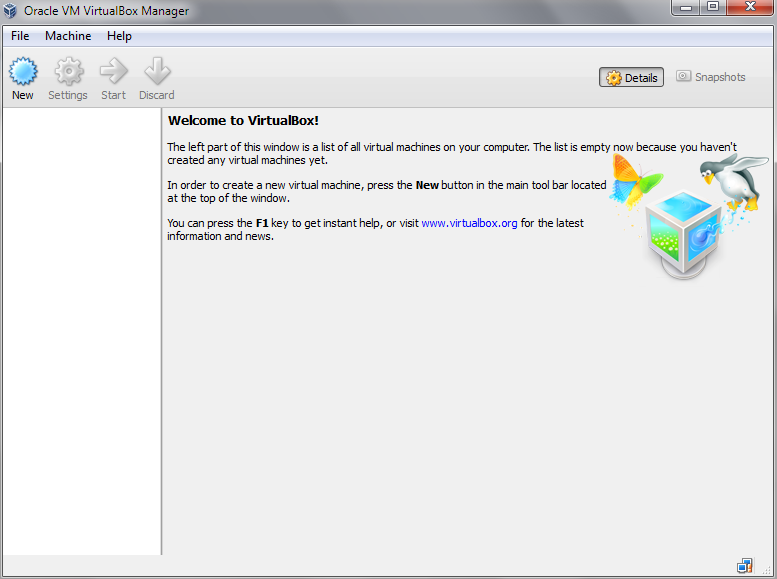 Oracle VM VirtualBox Manager
File Machine Help
New Settings Start Discard Details Snapshots
Welcome to VirtualBox!
The left part of this window is a list of all virtual machines on your computer. The list is empty now because you haven't
created any virtual machines yet.
In order to create a new virtual machine, press the New button in the main tool bar located
at the top of the window.
You can press the F1 key to get instant help, or visit www.virtualbox.org for the latest
information and news.